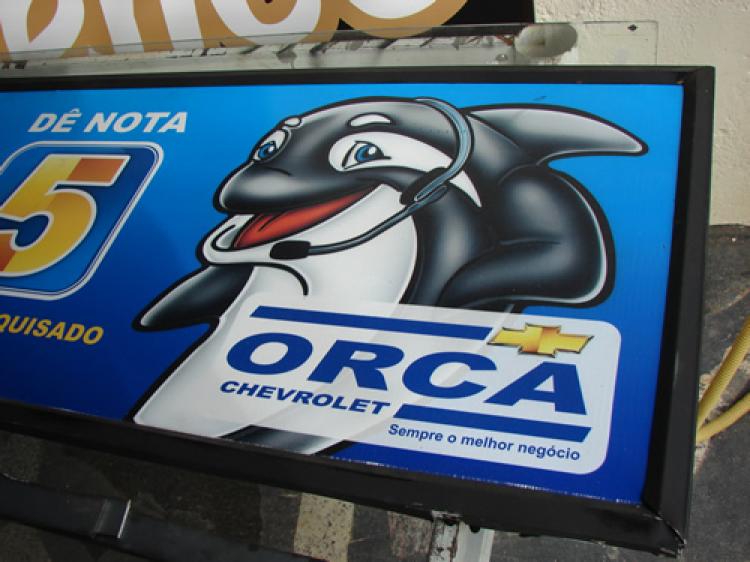 DÊ NOTA
5
QUISADO
ORCA
CHEVROLET
Sempre o melhor negócio